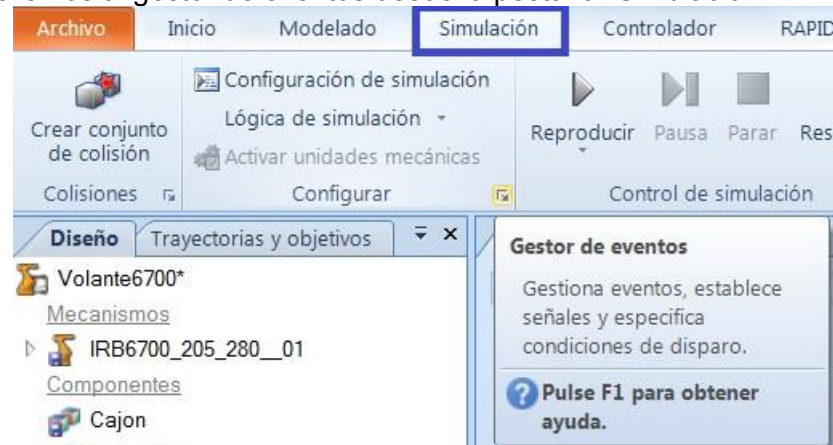 Archivo Inicio Modelado Simulación Controlador RAPID
Crear conjunto de colisión
Configuración de simulación
Lógica de simulación
Activar unidades mecánicas
Reproducir Pausa Parar Res
Colisiones Configurar Control de simulación
Diseño Trayectorias y objetivos
Volante6700*
Mecanismos
IRB6700_205_280__01
Componentes
Cajon
Gestor de eventos
Gestiona eventos, establece
señales y especifica
condiciones de disparo.
Pulse F1 para obtener
ayuda.